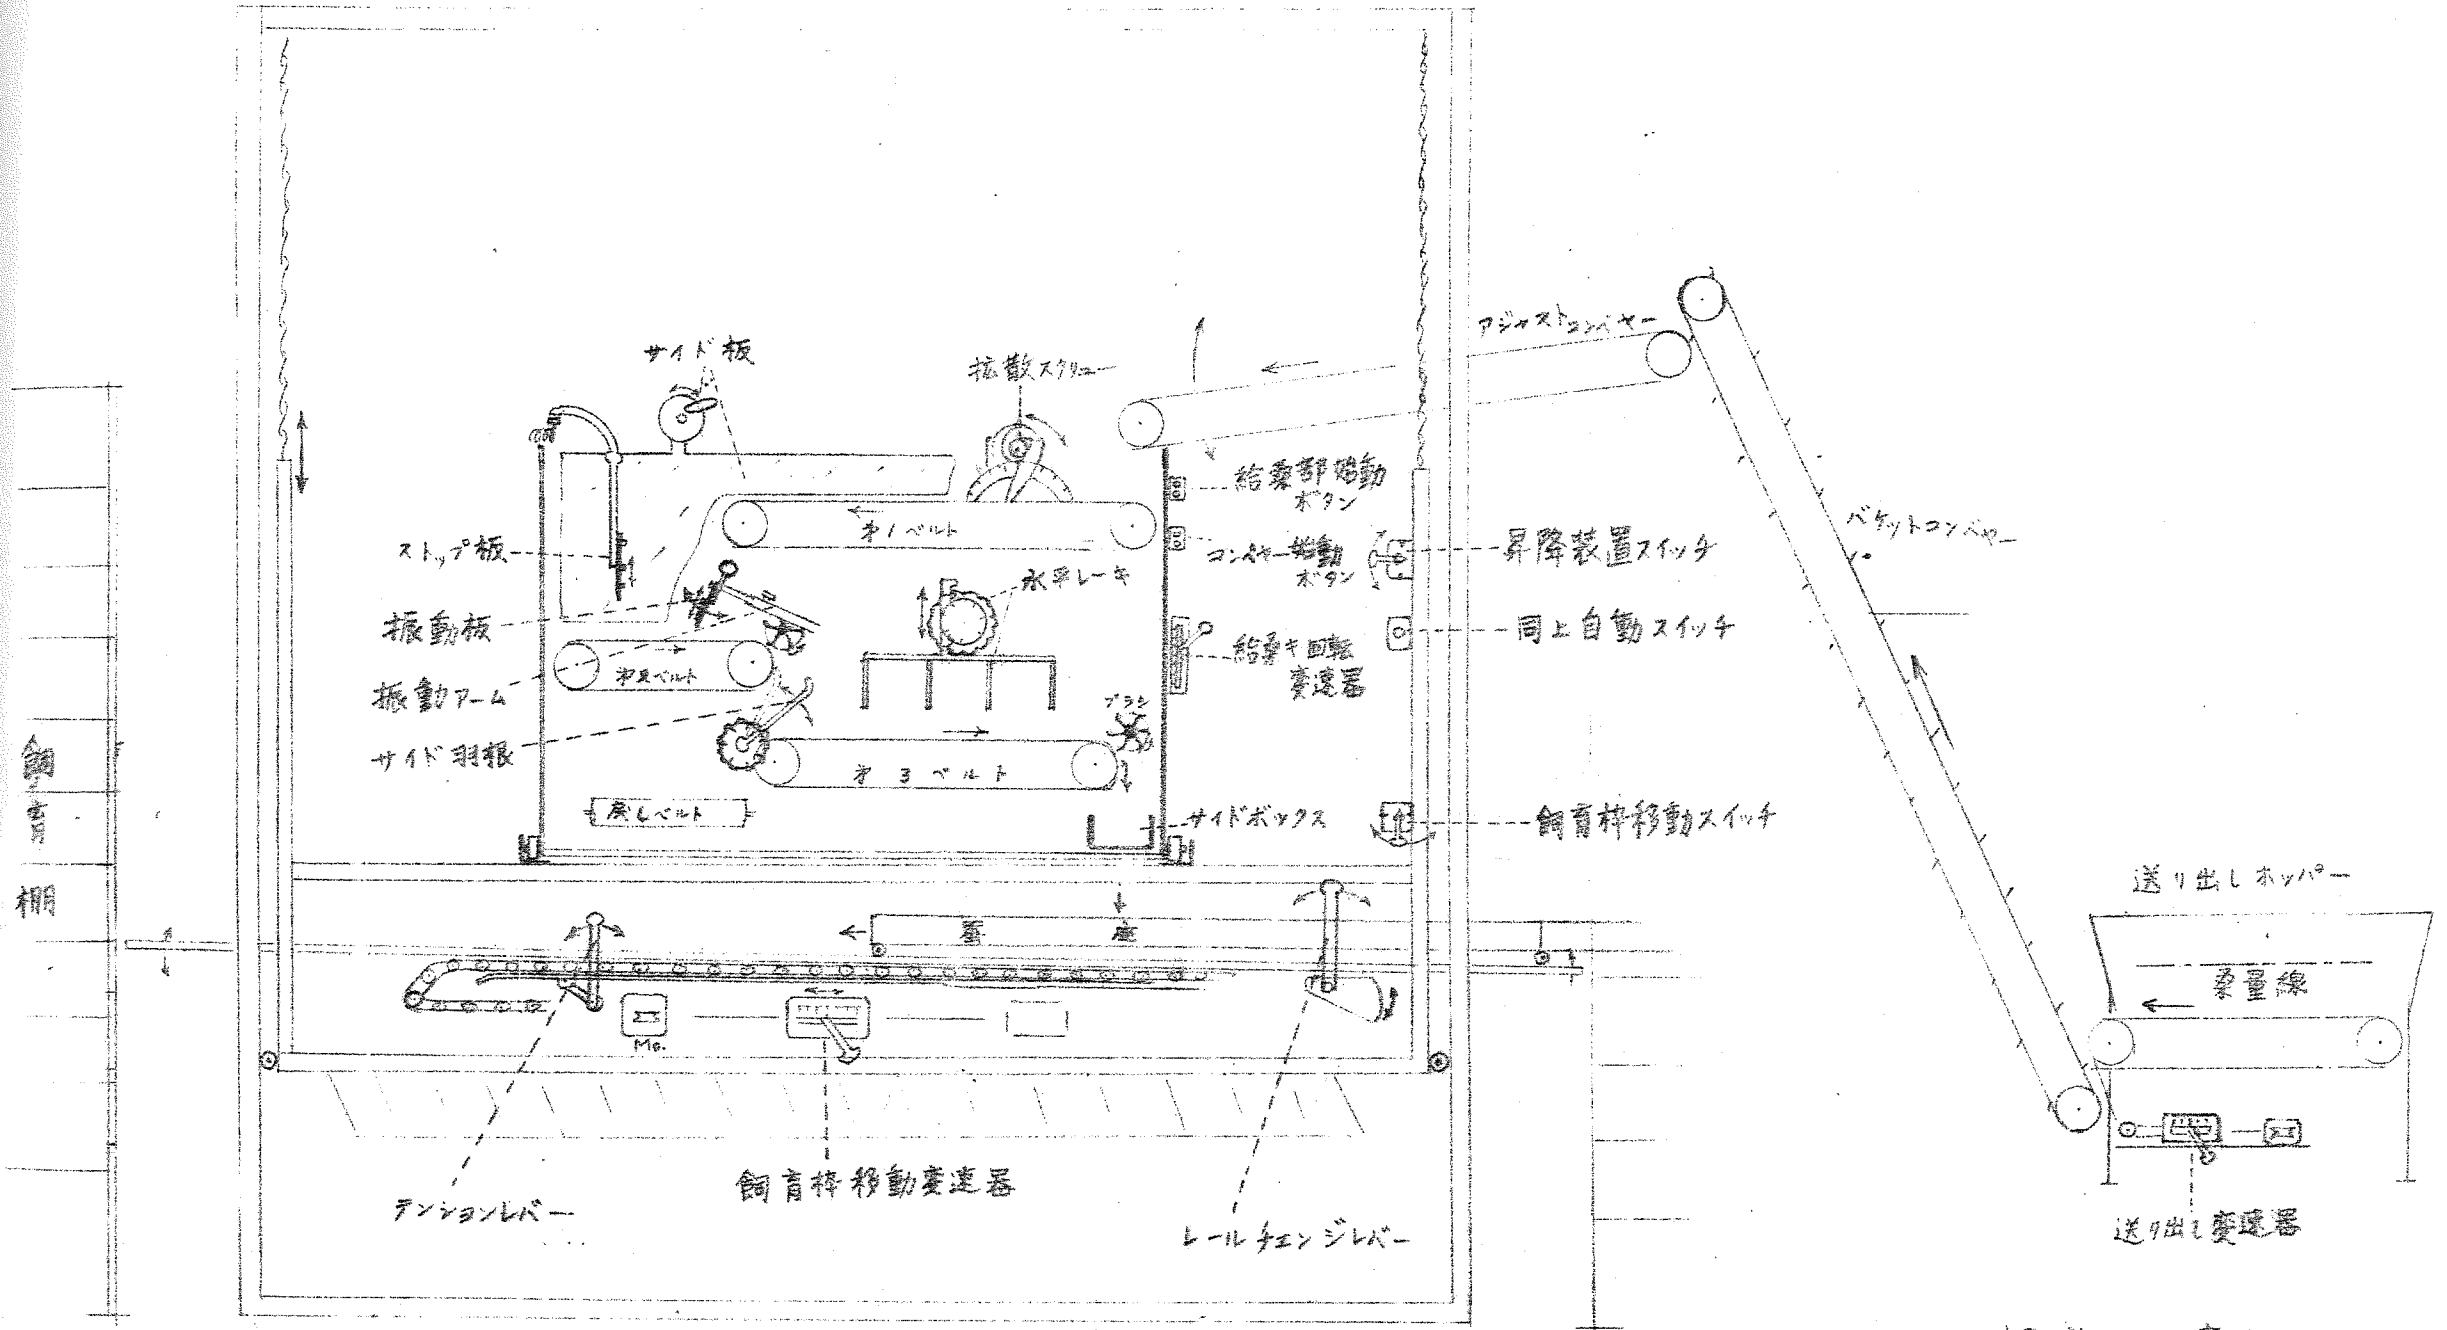 サイド板
拡散スクリュー
アジャストコンベヤー
バケットコンベヤー
給桑部始動
ボタン
才1ベルト
コンベヤー始動
ボタン
昇降装置スイッチ
ストップ板
水平レーキ
同上自動スイッチ
振動板
給桑キ回転
変速器
才2ベルト
振動アーム
ブラシ
サイド羽根
才3ベルト
戻しベルト
サイドボックス
飼育枠移動スイッチ
飼育棚
送り出しホッパー
蚕座
桑量線
Mo.
飼育枠移動変速器
テンションレバー
レールチェンジレバー
送り出し変速器